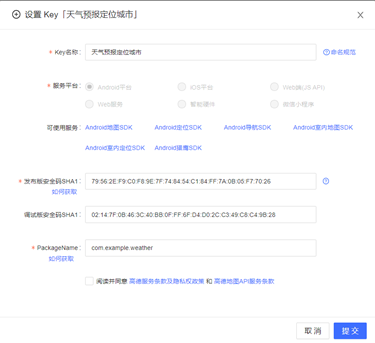 设置 Key「天气预报定位城市」
* Key名称： 天气预报定位城市 命名规范
* 服务平台： Android平台 iOS平台 Web端(JS API)
Web服务 智能硬件 微信小程序
可使用服务： Android地图SDK Android定位SDK Android导航SDK Android室内地图SDK
Android室内定位SDK Android猎鹰SDK
* 发布版安全码SHA1： 79:56:2E:F9:C0:F8:9E:7F:74:84:54:C1:84:FF:7A:0B:05:F7:70:26
如何获取
调试版安全码SHA1： 02:14:7F:0B:46:3C:40:BB:0F:FF:6F:D4:D0:2C:C3:49:C8:C4:9B:28
* PackageName： com.example.weather
如何获取
阅读并同意 高德服务条款及隐私权政策 和 高德地图API服务条款
取消 提交